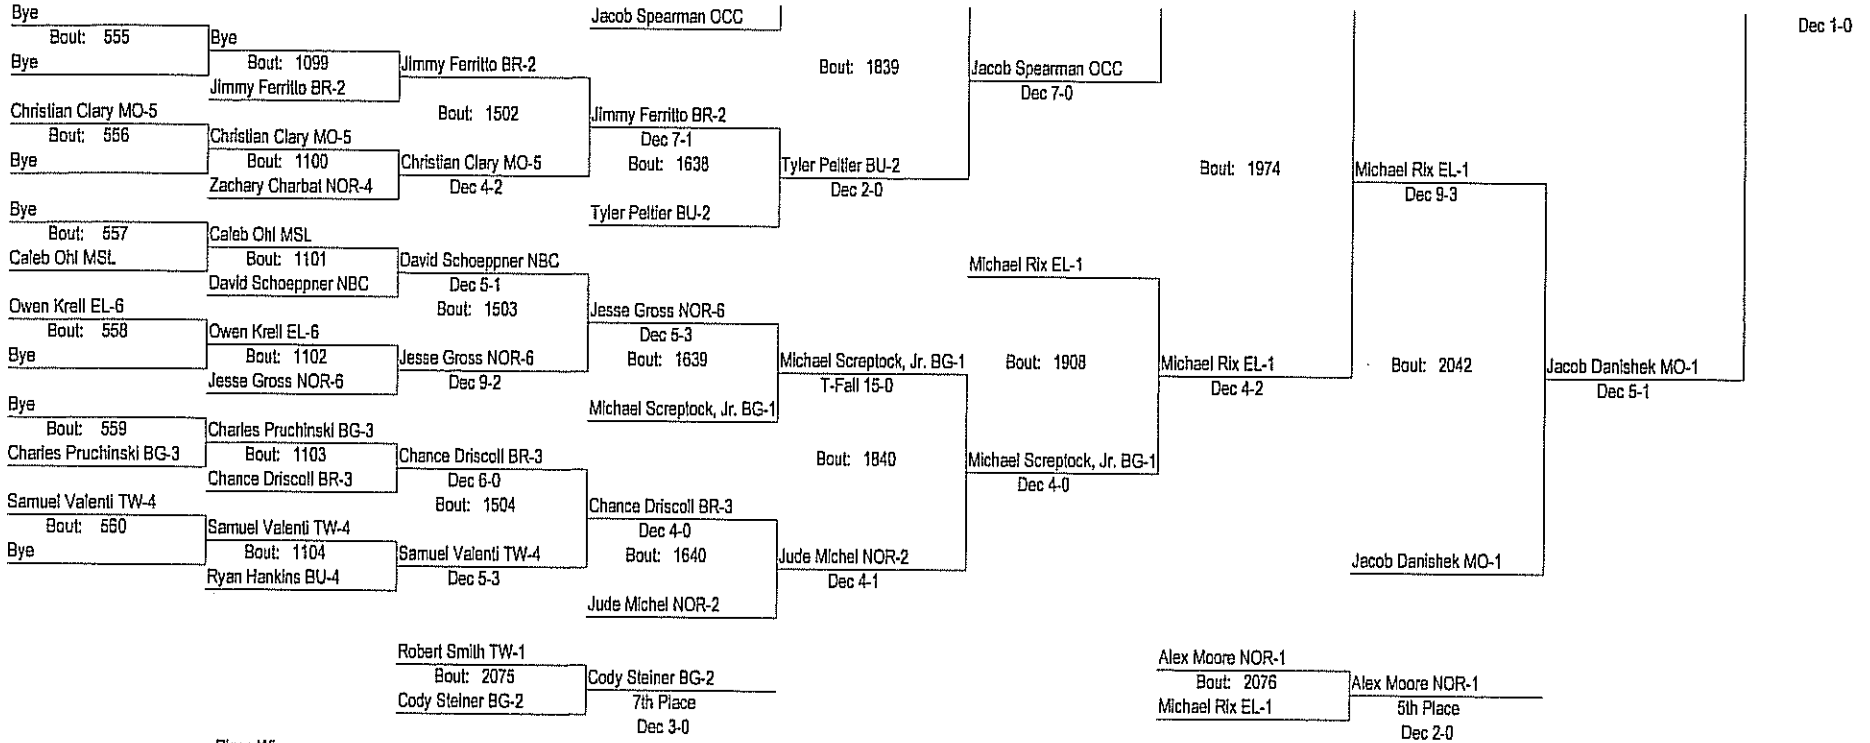 Bye
Bout: 555
Bye
Bye
Bout: 1099
Jimmy Ferritto BR-2
Christian Clary MO-5
Bout: 556
Bye
Christian Clary MO-5
Bout: 1100
Zachary Charbat NOR-4
Bye
Bout: 557
Caleb Ohl MSL
Caleb Ohl MSL
Bout: 1101
David Schoeppner NBC
Owen Krell EL-6
Bout: 558
Bye
Owen Krell EL-6
Bout: 1102
Jesse Gross NOR-6
Bye
Bout: 559
Charles Pruchinski BG-3
Charles Pruchinski BG-3
Bout: 1103
Chance Driscoll BR-3
Samuel Valenti TW-4
Bout: 560
Bye
Samuel Valenti TW-4
Bout: 1104
Ryan Hankins BU-4
Jimmy Ferritto BR-2
Bout: 1502
Christian Clary MO-5
Dec 4-2
David Schoeppner NBC
Dec 5-1
Bout: 1503
Jesse Gross NOR-6
Dec 9-2
Chance Driscoll BR-3
Dec 6-0
Bout: 1504
Samuel Valenti TW-4
Dec 5-3
Jacob Spearman OCC
Jimmy Ferritto BR-2
Dec 7-1
Bout: 1638
Tyler Peltier BU-2
Jesse Gross NOR-6
Dec 5-3
Bout: 1639
Michael Screptock, Jr. BG-1
Chance Driscoll BR-3
Dec 4-0
Bout: 1640
Jude Michel NOR-2
Bout: 1839
Tyler Peltier BU-2
Dec 2-0
Michael Screptock, Jr. BG-1
T-Fall 15-0
Bout: 1840
Jude Michel NOR-2
Dec 4-1
Jacob Spearman OCC
Dec 7-0
Michael Rix EL-1
Bout: 1908
Michael Screptock, Jr. BG-1
Dec 4-0
Bout: 1974
Michael Rix EL-1
Dec 4-2
Michael Rix EL-1
Dec 9-3
Bout: 2042
Jacob Danishek MO-1
Jacob Danishek MO-1
Dec 5-1
Dec 1-0
Robert Smith TW-1
Bout: 2075
Cody Steiner BG-2
Cody Steiner BG-2
7th Place
Dec 3-0
Alex Moore NOR-1
Bout: 2076
Michael Rix EL-1
Alex Moore NOR-1
5th Place
Dec 2-0